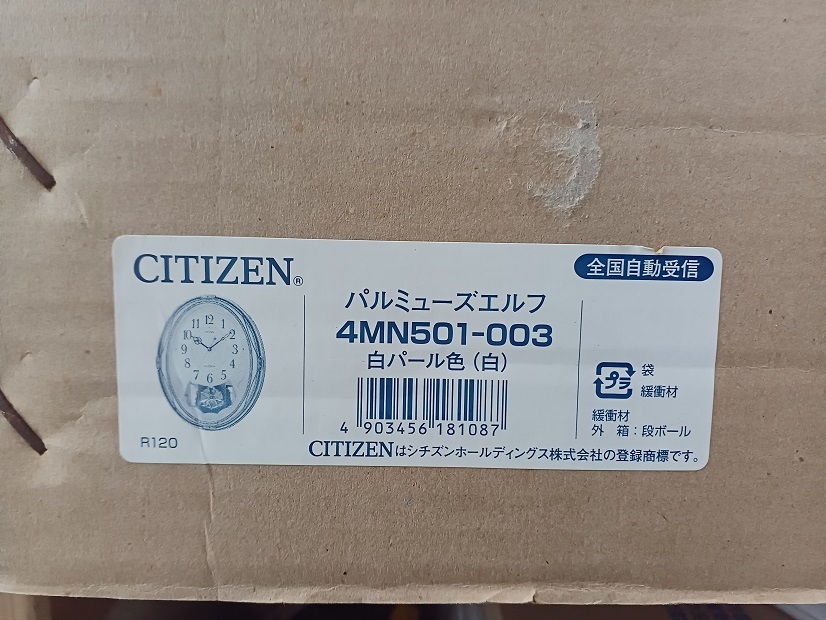 CITIZEN®
全国自動受信
パルミューズエルフ
4MN501-003
白パール色（白）
4 903456 181087
R120
プラ
袋
緩衝材
緩衝材
外　箱：段ボール
CITIZENはシチズンホールディングス株式会社の登録商標です。